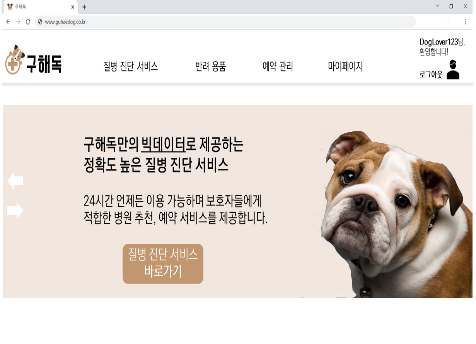 구해독
www.guhaedog.co.kr
DogLover123님,
환영합니다!
구해독
질병 진단 서비스
반려 용품
예약 관리
마이페이지
로그아웃
구해독만의 빅데이터로 제공하는
정확도 높은 질병 진단 서비스
24시간 언제든 이용 가능하며 보호자들에게
적합한 병원 추천, 예약 서비스를 제공합니다.
질병 진단 서비스
바로가기